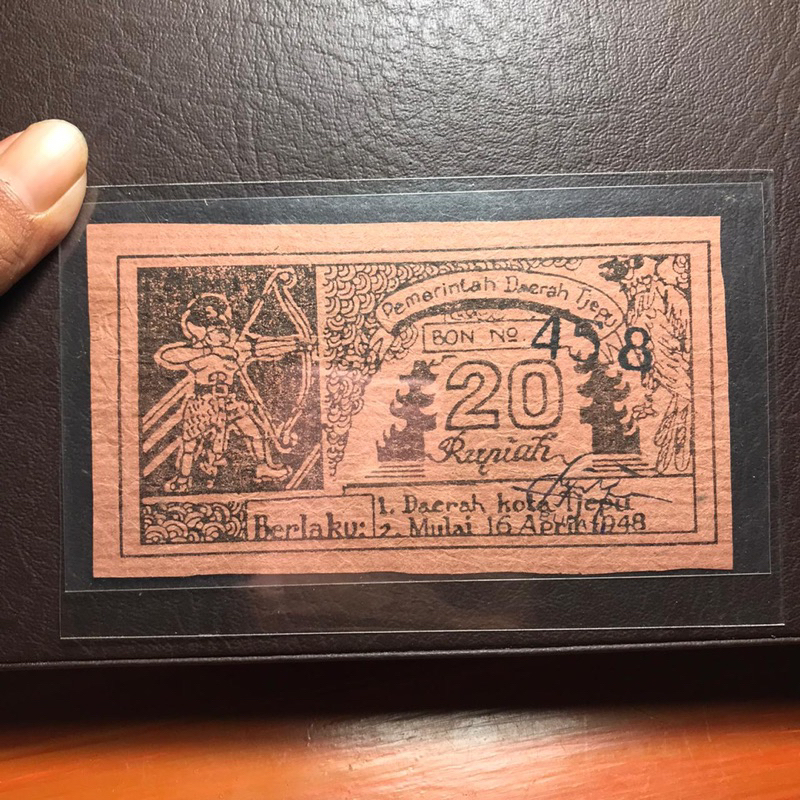 Pemerintah Daerah Tjepu
BON No 458
20
Rupiah
Berlaku:
1. Daerah kota Tjepu
2. Mulai 16 April 1948